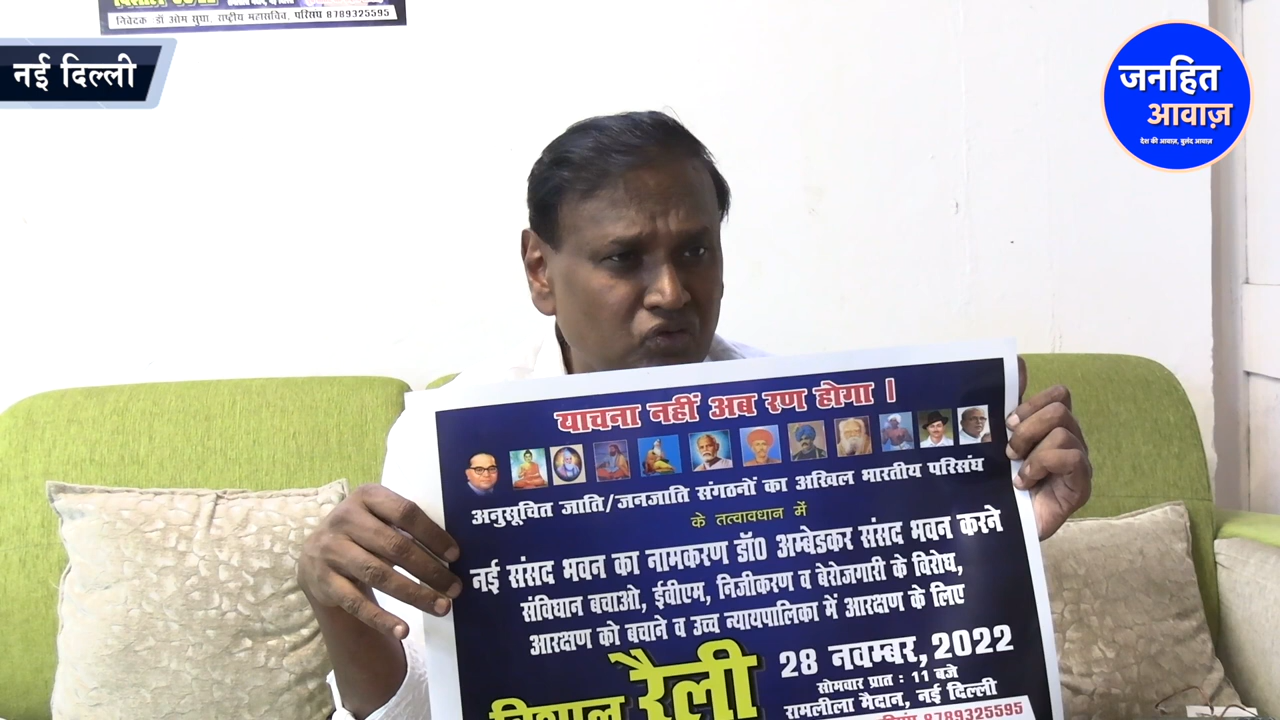 निवेदक : डॉ ओम सुधा, राष्ट्रीय महासचिव, परिसंघ 8789325595
नई दिल्ली
जनहित
आवाज़
देश की आवाज़, बुलंद आवाज़
याचना नहीं अब रण होगा ।
अनुसूचित जाति/जनजाति संगठनों का अखिल भारतीय परिसंघ
के तत्वावधान में
नई संसद भवन का नामकरण डॉ0 अम्बेडकर संसद भवन करने
संविधान बचाओ, ईवीएम, निजीकरण व बेरोजगारी के विरोध,
आरक्षण को बचाने व उच्च न्यायपालिका में आरक्षण के लिए
विशाल रैली
28 नवम्बर, 2022
सोमवार प्रात : 11 बजे
रामलीला मैदान, नई दिल्ली
8789325595